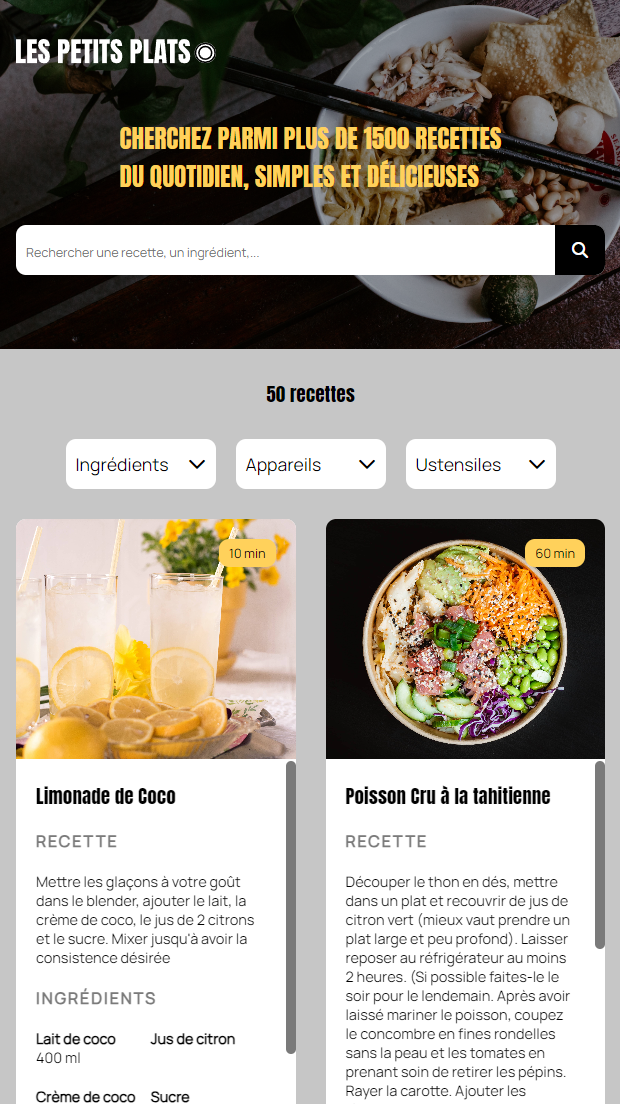 LES PETITS PLATS
CHERCHEZ PARMI PLUS DE 1500 RECETTES
DU QUOTIDIEN, SIMPLES ET DÉLICIEUSES
Rechercher une recette, un ingrédient,...
50 recettes
Ingrédients
Appareils
Ustensiles
10 min
60 min
Limonade de Coco
RECETTE
Mettre les glaçons à votre goût
dans le blender, ajouter le lait, la
crème de coco, le jus de 2 citrons
et le sucre. Mixer jusqu'à avoir la
consistence désirée
INGRÉDIENTS
Lait de coco
400 ml
Jus de citron
Crème de coco
Sucre
Poisson Cru à la tahitienne
RECETTE
Découper le thon en dés, mettre
dans un plat et recouvrir de jus de
citron vert (mieux vaut prendre un
plat large et peu profond). Laisser
reposer au réfrigérateur au moins
2 heures. (Si possible faites-le le
soir pour le lendemain. Après avoir
laissé mariner le poisson, coupez
le concombre en fines rondelles
sans la peau et les tomates en
prenant soin de retirer les pépins.
Rayer la carotte. Ajouter les